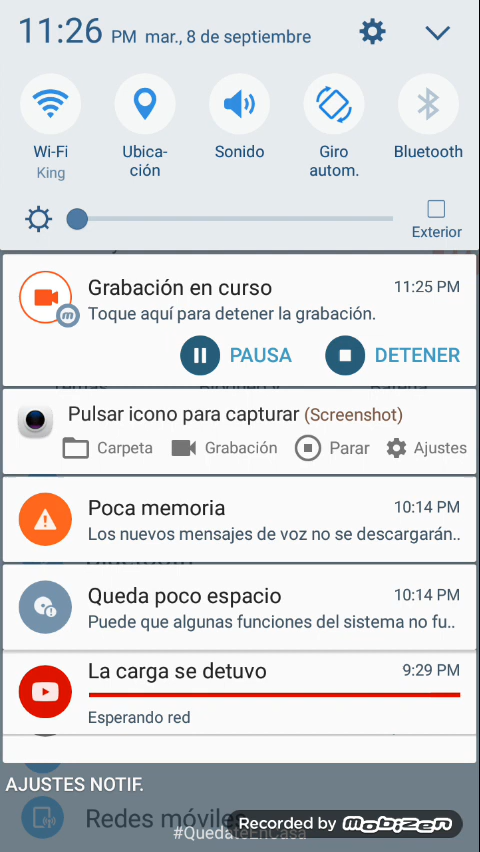 11:26 PM mar., 8 de septiembre
Wi-Fi
King
Ubica-
ción
Sonido
Giro
autom.
Bluetooth
Exterior
Grabación en curso 11:25 PM
Toque aquí para detener la grabación.
PAUSA DETENER
Pulsar icono para capturar (Screenshot)
Carpeta Grabación Parar Ajustes
Poca memoria 10:14 PM
Los nuevos mensajes de voz no se descargarán..
Queda poco espacio 10:14 PM
Puede que algunas funciones del sistema no fu..
La carga se detuvo 9:29 PM
Esperando red
AJUSTES NOTIF.
Redes móviles
Recorded by mobizen
#QuedateEnCasa